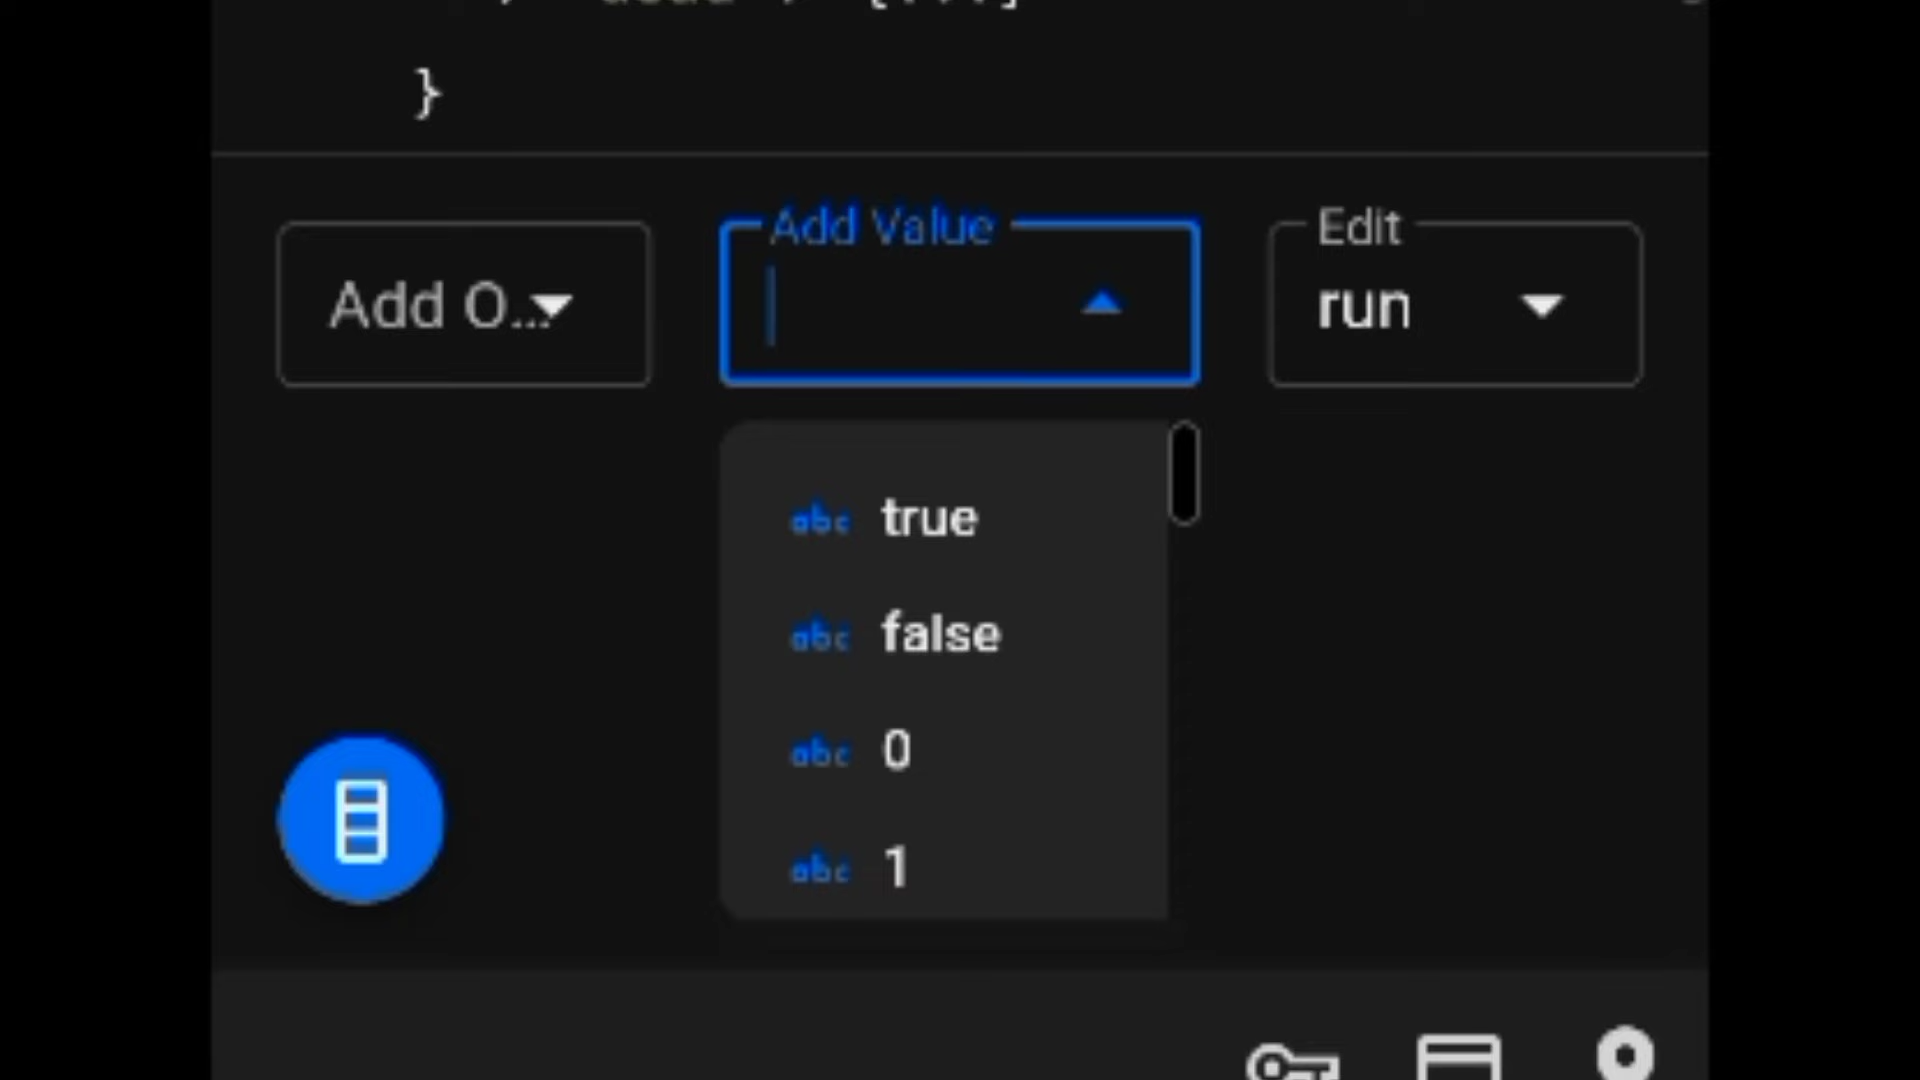 }
Add Value
Edit
Add O...
run
abc true
abc false
abc 0
abc 1